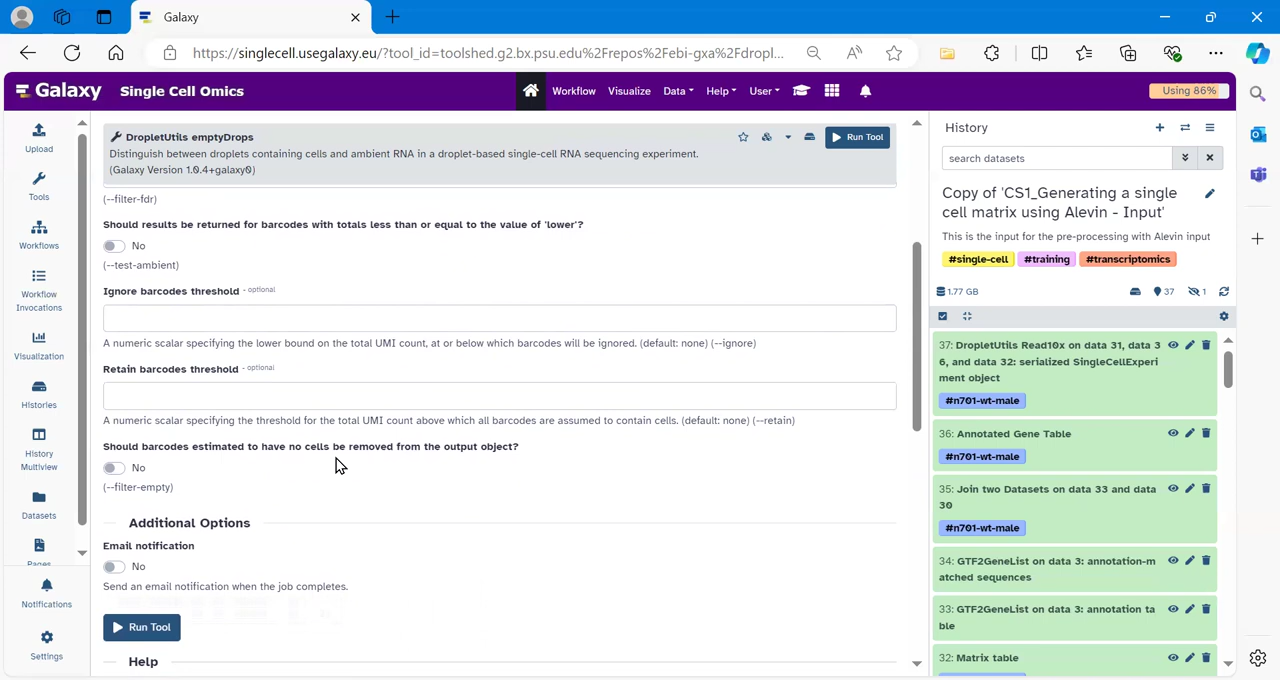 Galaxy
https://singlecell.usegalaxy.eu/?tool_id=toolshed.g2.bx.psu.edu%2Frepos%2Febi-gxa%2Fdropl...
Galaxy Single Cell Omics
Workflow Visualize Data Help User
Using 86%
Upload
Tools
Workflows
Workflow
Invocations
Visualization
Histories
History
Multiview
Datasets
Pages
Notifications
Settings
DropletUtils emptyDrops
Run Tool
Distinguish between droplets containing cells and ambient RNA in a droplet-based single-cell RNA sequencing experiment.
(Galaxy Version 1.0.4+galaxy0)
(--filter-fdr)
Should results be returned for barcodes with totals less than or equal to the value of 'lower'?
No
(--test-ambient)
Ignore barcodes threshold - optional
A numeric scalar specifying the lower bound on the total UMI count, at or below which barcodes will be ignored. (default: none) (--ignore)
Retain barcodes threshold - optional
A numeric scalar specifying the threshold for the total UMI count above which all barcodes are assumed to contain cells. (default: none) (--retain)
Should barcodes estimated to have no cells be removed from the output object?
No
(--filter-empty)
Additional Options
Email notification
No
Send an email notification when the job completes.
Run Tool
Help
History
search datasets
Copy of 'CS1_Generating a single
cell matrix using Alevin - Input'
This is the input for the pre-processing with Alevin input
#single-cell #training #transcriptomics
1.77 GB 37 1
37: DropletUtils Read10x on data 31, data 3
6, and data 32: serialized SingleCellExperi
ment object
#n701-wt-male
36: Annotated Gene Table
#n701-wt-male
35: Join two Datasets on data 33 and data
30
#n701-wt-male
34: GTF2GeneList on data 3: annotation-m
atched sequences
33: GTF2GeneList on data 3: annotation ta
ble
32: Matrix table